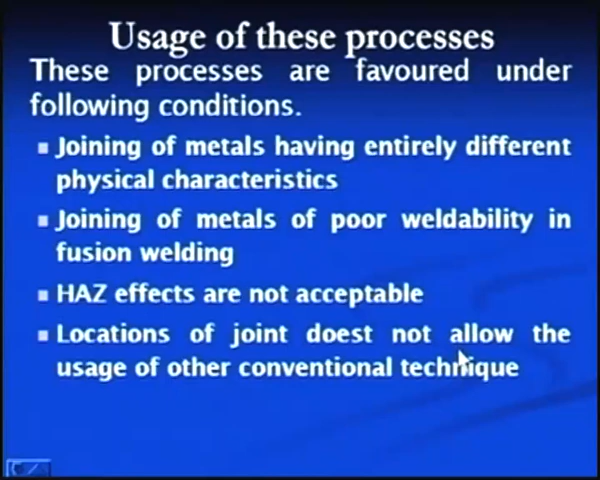 Usage of these processes
These processes are favoured under
following conditions.
Joining of metals having entirely different
physical characteristics
Joining of metals of poor weldability in
fusion welding
HAZ effects are not acceptable
Locations of joint doest not allow the
usage of other conventional technique